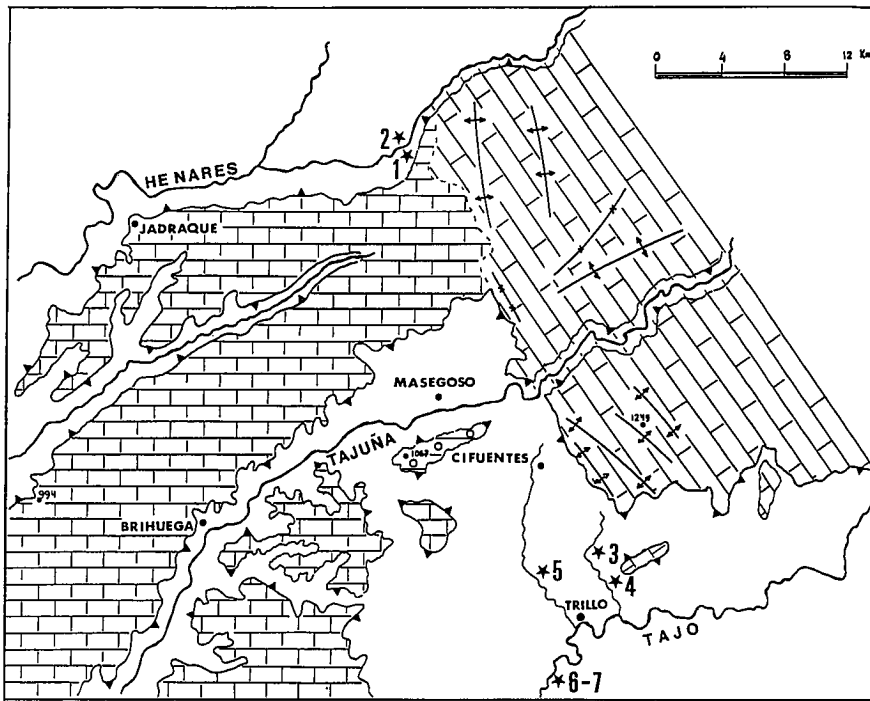 0 4 8 12 Km
2
1
HENARES
JADRAQUE
MASEGOSO
1249
TAJUÑA
1067
CIFUENTES
994
BRIHUEGA
3
5
4
TRILLO
TAJO
6-7